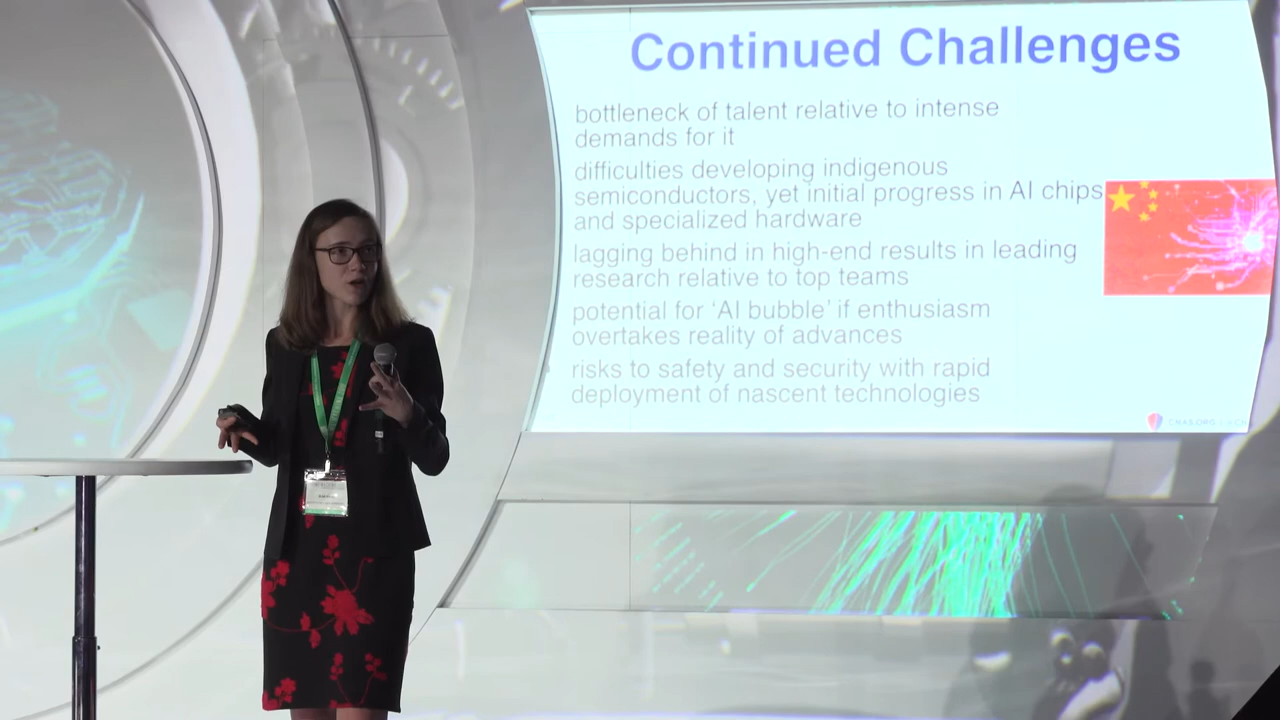 Continued Challenges
bottleneck of talent relative to intense
demands for it
difficulties developing indigenous
semiconductors, yet initial progress in AI chips
and specialized hardware
lagging behind in high-end results in leading
research relative to top teams
potential for ‘AI bubble’ if enthusiasm
overtakes reality of advances
risks to safety and security with rapid
deployment of nascent technologies
CNAS.ORG